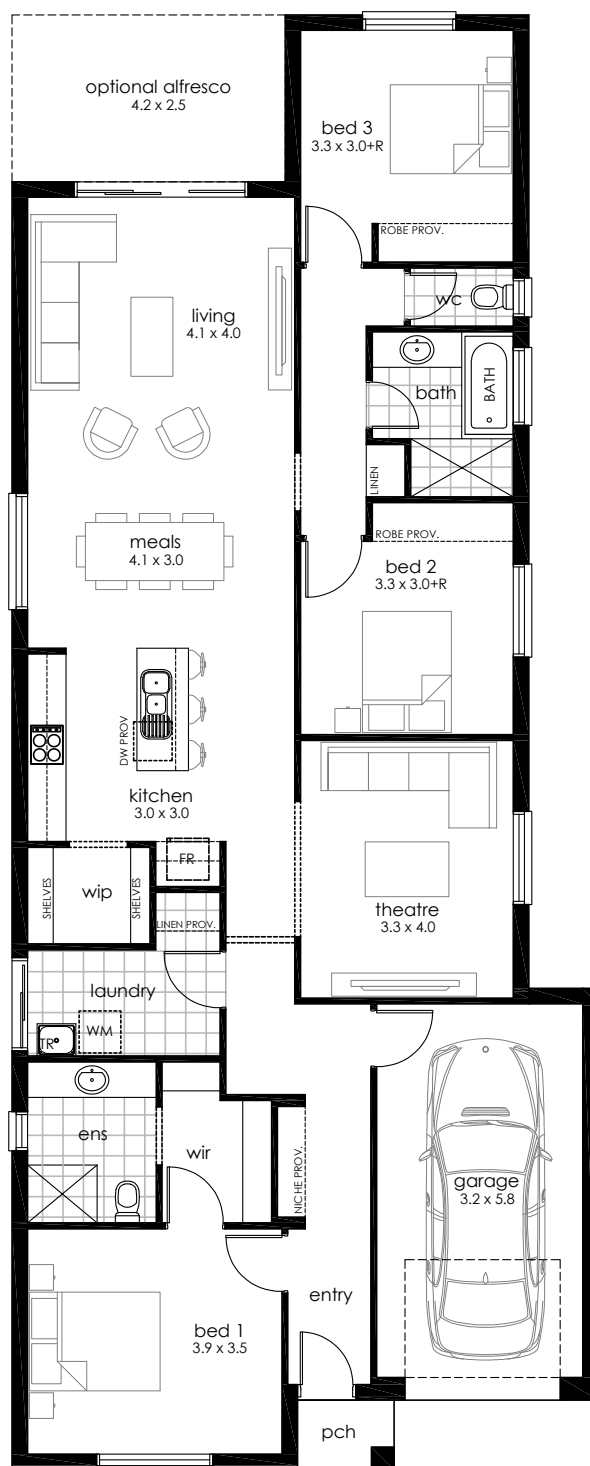 optional alfresco
4.2 x 2.5
bed 3
3.3 x 3.0+R
ROBE PROV.
wc
living
4.1 x 4.0
bath
BATH
LINEN
ROBE PROV.
meals
4.1 x 3.0
bed 2
3.3 x 3.0+R
DW PROV
kitchen
3.0 x 3.0
FR
SHELVES
wip
SHELVES
theatre
3.3 x 4.0
LINEN PROV.
laundry
TR
WM
ens
wir
NICHE PROV.
garage
3.2 x 5.8
entry
bed 1
3.9 x 3.5
pch